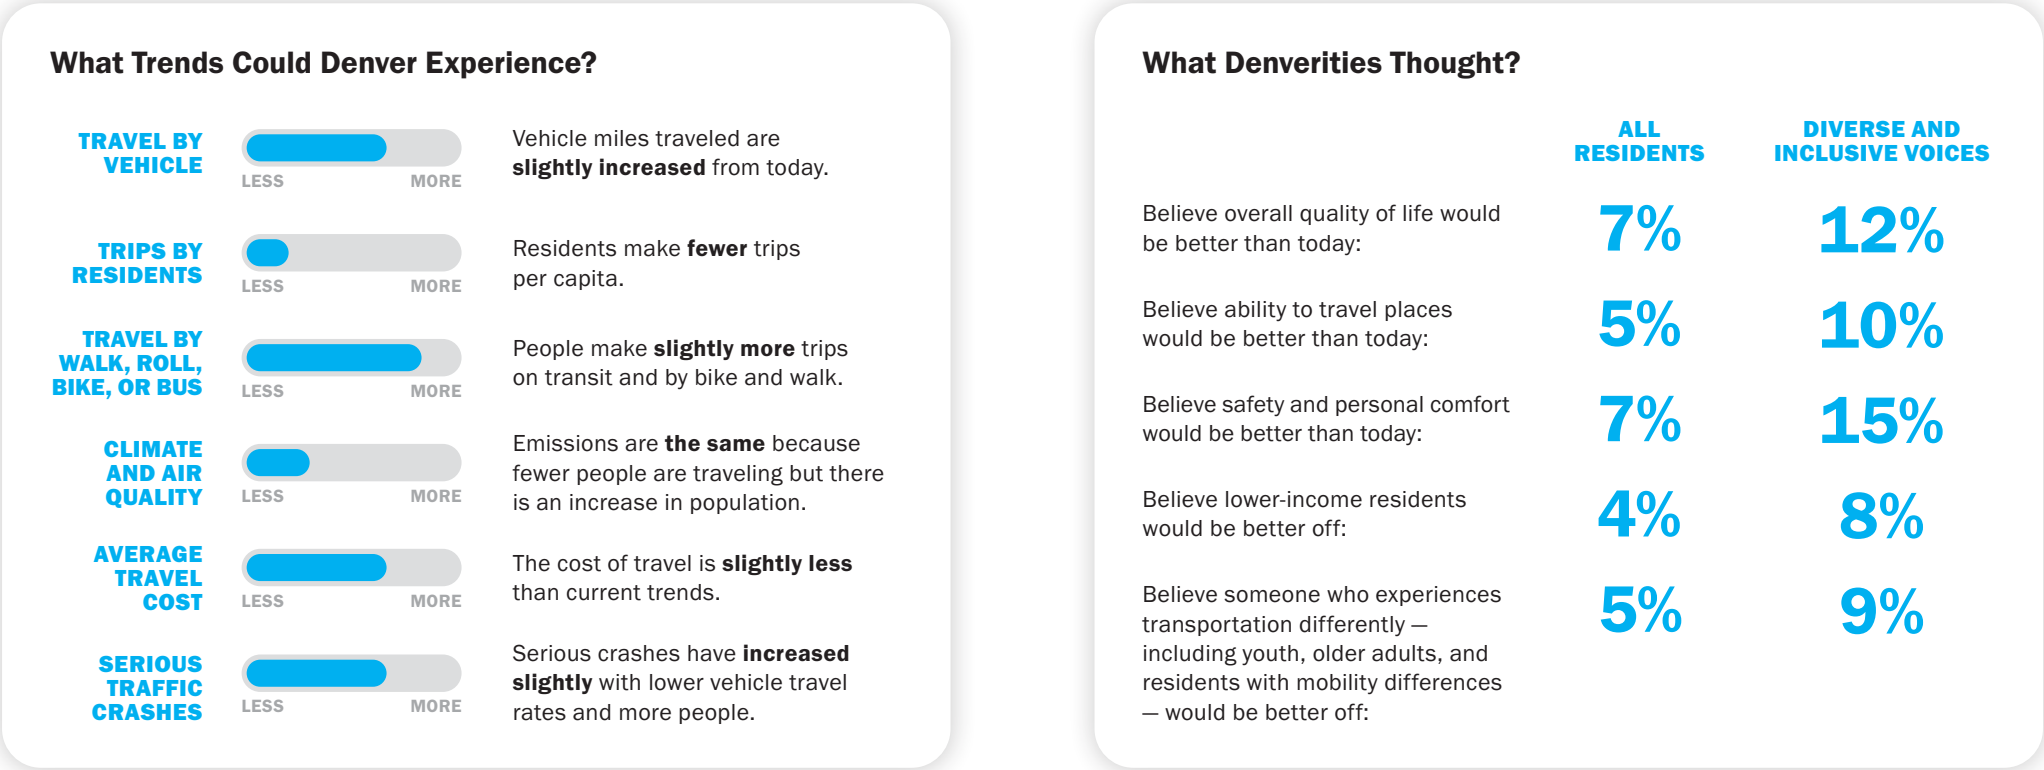 What Trends Could Denver Experience?
TRAVEL BY
VEHICLE
LESS MORE
Vehicle miles traveled are
slightly increased from today.
TRIPS BY
RESIDENTS
LESS MORE
Residents make fewer trips
per capita.
TRAVEL BY
WALK, ROLL,
BIKE, OR BUS
LESS MORE
People make slightly more trips
on transit and by bike and walk.
CLIMATE
AND AIR
QUALITY
LESS MORE
Emissions are the same because
fewer people are traveling but there
is an increase in population.
AVERAGE
TRAVEL
COST
LESS MORE
The cost of travel is slightly less
than current trends.
SERIOUS
TRAFFIC
CRASHES
LESS MORE
Serious crashes have increased
slightly with lower vehicle travel
rates and more people.
What Denverities Thought?
ALL
RESIDENTS
DIVERSE AND
INCLUSIVE VOICES
Believe overall quality of life would
be better than today:
7% 12%
Believe ability to travel places
would be better than today:
5% 10%
Believe safety and personal comfort
would be better than today:
7% 15%
Believe lower-income residents
would be better off:
4% 8%
Believe someone who experiences
transportation differently —
including youth, older adults, and
residents with mobility differences
— would be better off:
5% 9%